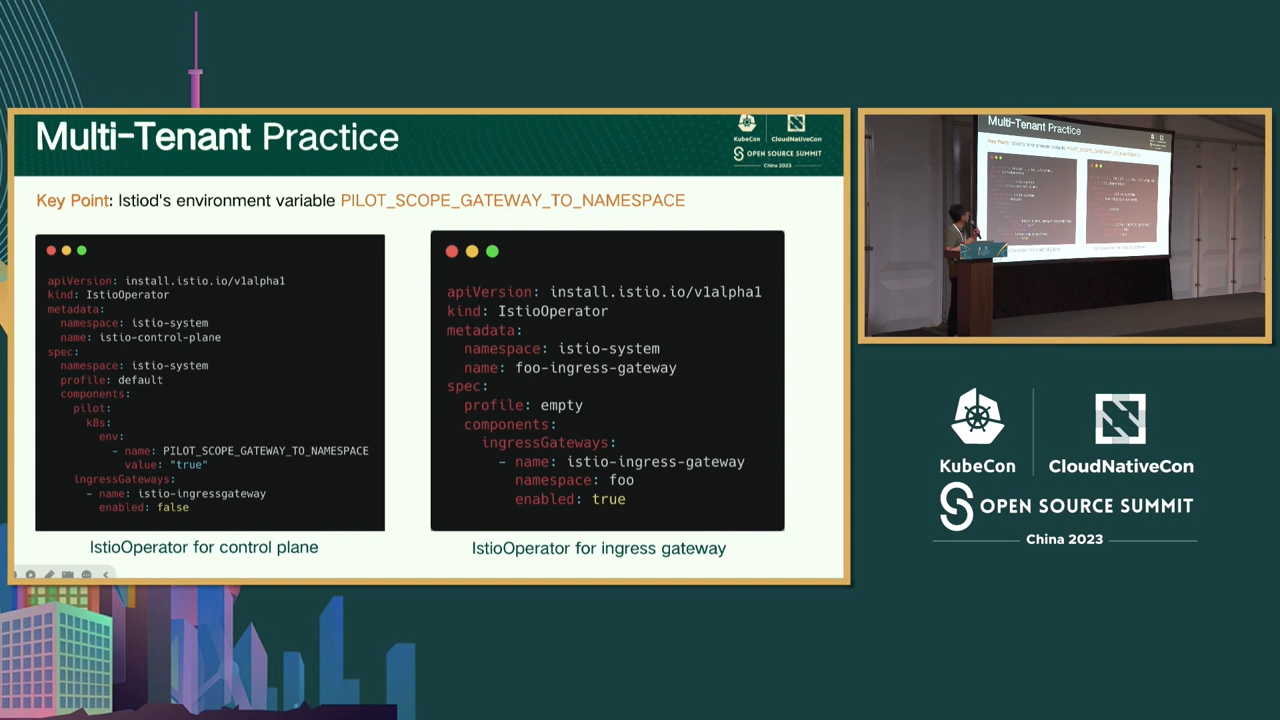 Multi-Tenant Practice
KubeCon CloudNativeCon
OPEN SOURCE SUMMIT
China 2023
Key Point: Istiod's environment variable PILOT_SCOPE_GATEWAY_TO_NAMESPACE
apiVersion: install.istio.io/v1alpha1
kind: IstioOperator
metadata:
namespace: istio-system
name: istio-control-plane
spec:
namespace: istio-system
profile: default
components:
pilot:
k8s:
env:
- name: PILOT_SCOPE_GATEWAY_TO_NAMESPACE
value: "true"
ingressGateways:
- name: istio-ingressgateway
enabled: false
IstioOperator for control plane
apiVersion: install.istio.io/v1alpha1
kind: IstioOperator
metadata:
namespace: istio-system
name: foo-ingress-gateway
spec:
profile: empty
components:
ingressGateways:
- name: istio-ingress-gateway
namespace: foo
enabled: true
IstioOperator for ingress gateway
Multi-Tenant Practice
KubeCon CloudNativeCon
OPEN SOURCE SUMMIT
China 2023